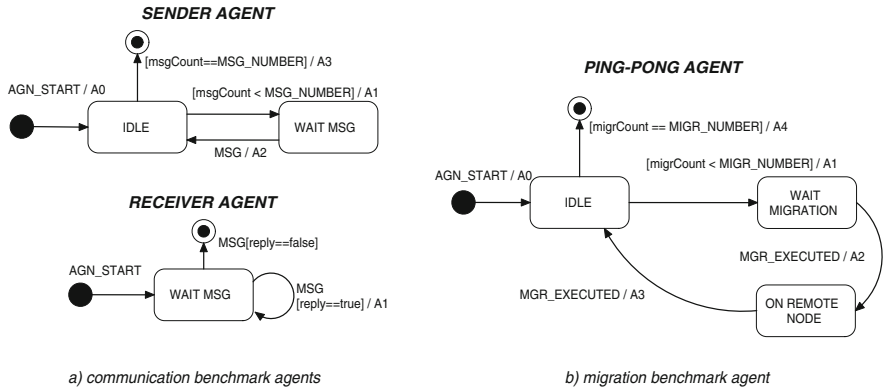 SENDER AGENT
[msgCount==MSG_NUMBER] / A3
AGN_START / A0
[msgCount < MSG_NUMBER] / A1
IDLE
WAIT MSG
MSG / A2
RECEIVER AGENT
MSG[reply==false]
AGN_START
WAIT MSG
MSG
[reply==true] / A1
a) communication benchmark agents
PING-PONG AGENT
[migrCount == MIGR_NUMBER] / A4
[migrCount < MIGR_NUMBER] / A1
AGN_START / A0
IDLE
WAIT
MIGRATION
MGR_EXECUTED / A2
MGR_EXECUTED / A3
ON REMOTE
NODE
b) migration benchmark agent